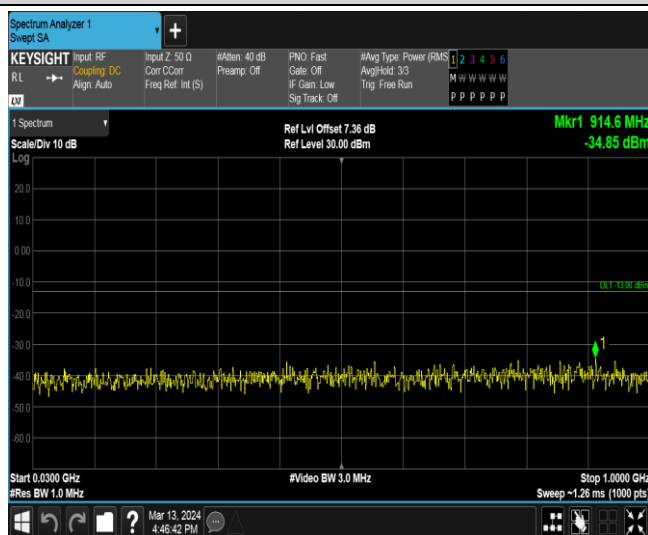 Spectrum Analyzer 1
Swept SA
+
KEYSIGHT
RL
Input: RF
Coupling: DC
Align: Auto
Input Z: 50 Ω
Corr CCorr
Freq Ref: Int (S)
#Atten: 40 dB
Preamp: Off
PNO: Fast
Gate: Off
IF Gain: Low
Sig Track: Off
#Avg Type: Power (RMS
Avg|Hold: 3/3
Trig: Free Run
1 2 3 4 5 6
M W W W W W
P P P P P P
LXI
1 Spectrum
Scale/Div 10 dB
Ref Lvl Offset 7.36 dB
Ref Level 30.00 dBm
Mkr1 914.6 MHz
-34.85 dBm
Log
20.0
10.0
0.00
-10.0
DL1 -13.00 dBm
-20.0
-30.0
1
-40.0
-50.0
-60.0
Start 0.0300 GHz
#Res BW 1.0 MHz
#Video BW 3.0 MHz
Stop 1.0000 GHz
Sweep ~1.26 ms (1000 pts)
?
Mar 13, 2024
4:46:42 PM